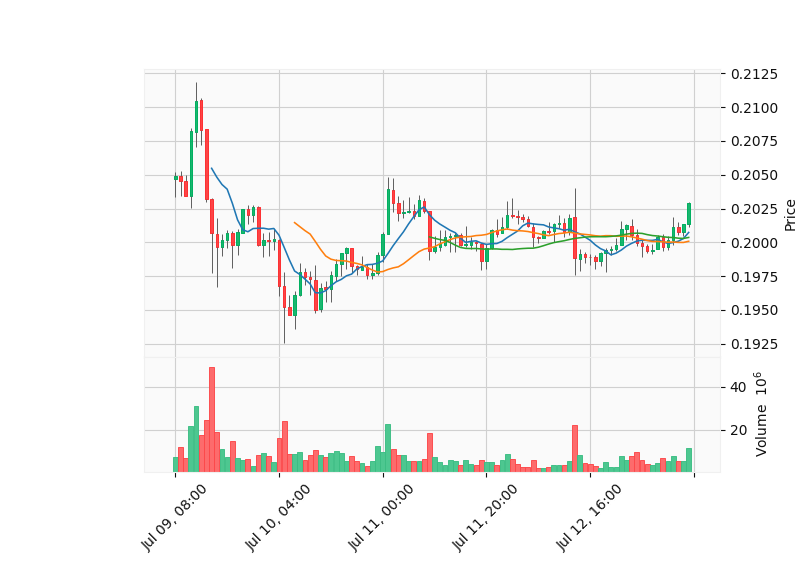 0.2125
0.2100
0.2075
0.2050
0.2025
0.2000
0.1975
0.1950
0.1925
Price
40
20
Volume 10^6
Jul 09, 08:00
Jul 10, 04:00
Jul 11, 00:00
Jul 11, 20:00
Jul 12, 16:00